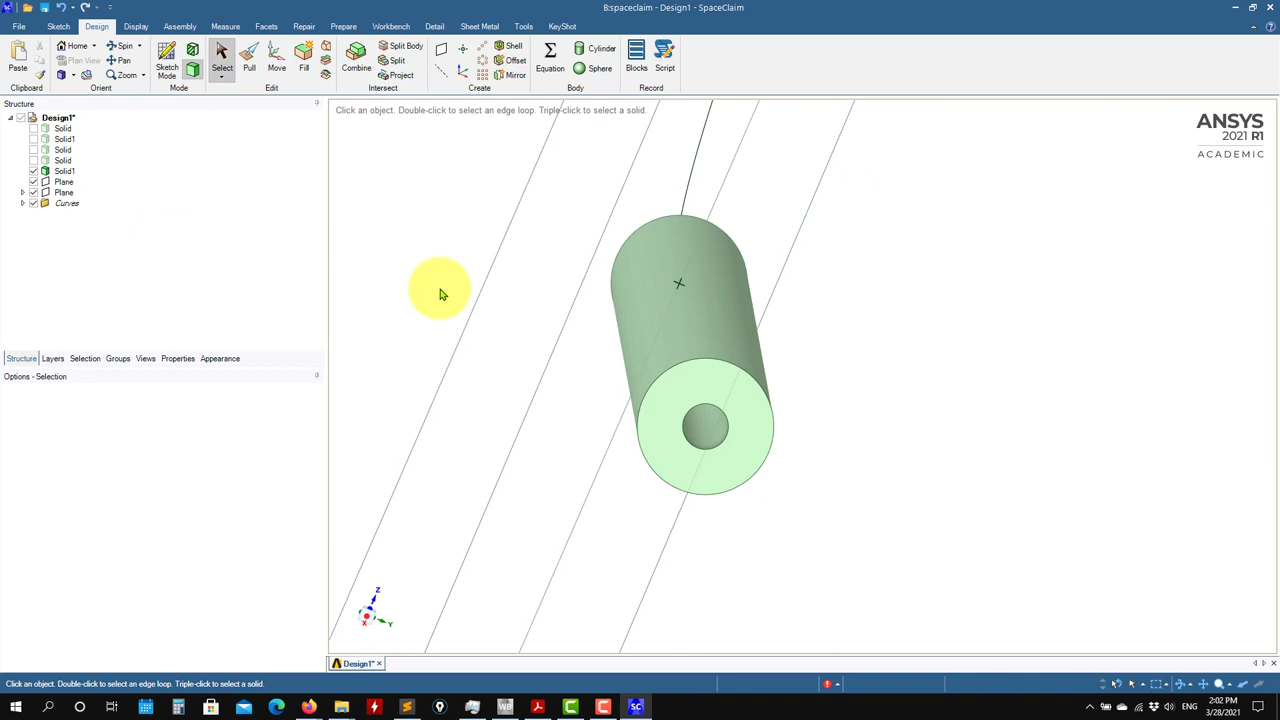 B:spaceclaim - Design1 - SpaceClaim
File Sketch Design Display Assembly Measure Facets Repair Prepare Workbench Detail Sheet Metal Tools KeyShot
Paste
Home
Plan View
Spin
Pan
Zoom
Sketch Mode
Select
Pull
Move
Fill
Combine
Split Body
Split
Project
Shell
Offset
Mirror
Equation
Cylinder
Sphere
Blocks
Script
Clipboard Orient Mode Edit Intersect Create Body Record
Structure
Click an object. Double-click to select an edge loop. Triple-click to select a solid.
Design1*
Solid
Solid1
Solid
Solid
Solid1
Plane
Plane
Curves
ANSYS
2021 R1
ACADEMIC
Structure Layers Selection Groups Views Properties Appearance
Options - Selection
Z
Y
X
Design1*
Click an object. Double-click to select an edge loop. Triple-click to select a solid.
WB
SC
ENG
2:02 PM
3/28/2021